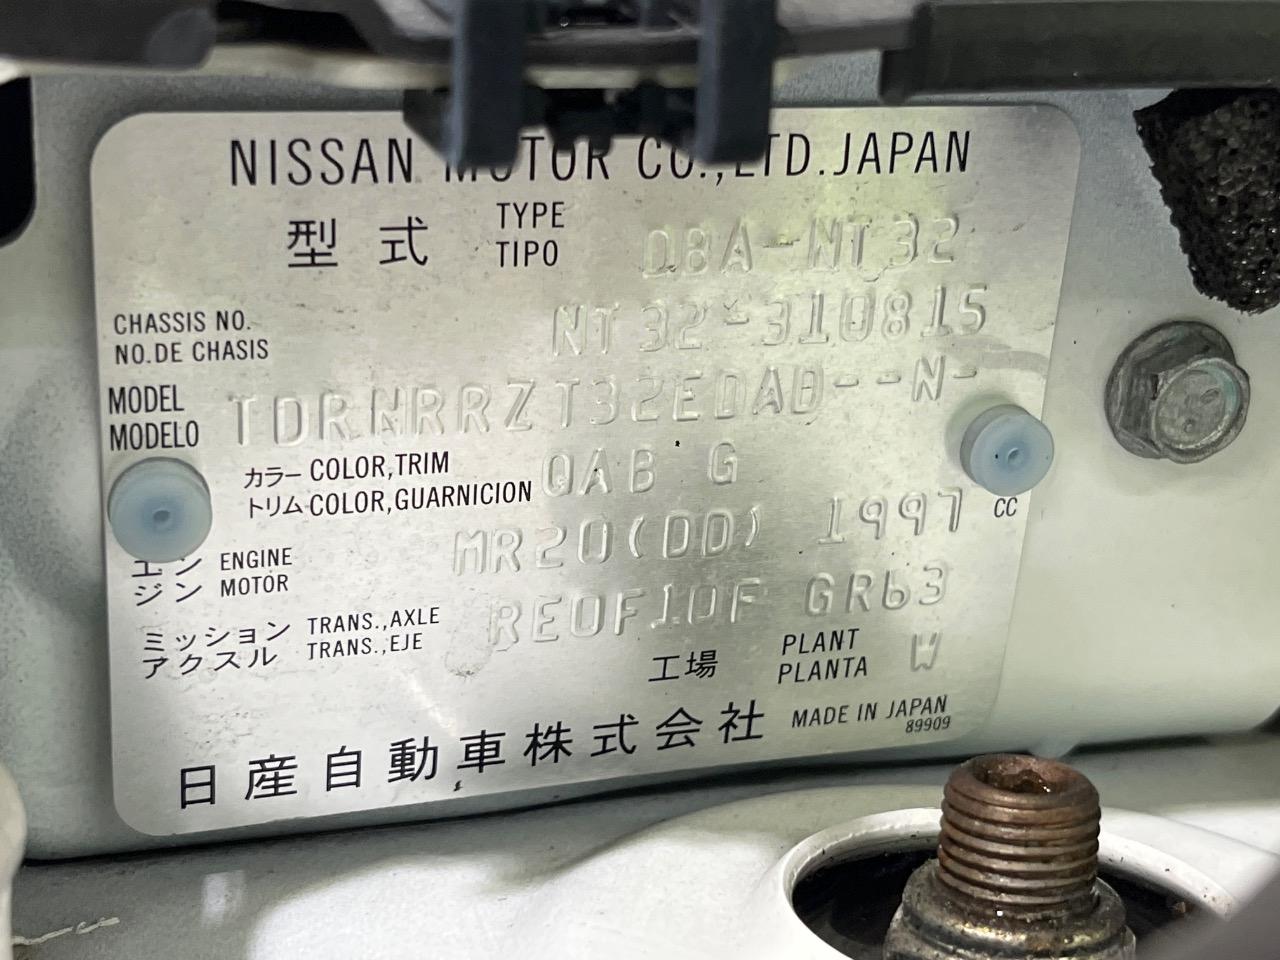 NISSAN MOTOR CO.,LTD.JAPAN
型式 TYPE TIPO DBA-NT32
CHASSIS NO. NO.DE CHASIS NT32-310815
MODEL MODELO TDRNRRZT32EDAB--N-
カラー COLOR,TRIM QAB G
トリム COLOR,GUARNICION
エンジン ENGINE MOTOR MR20(DD) 1997 CC
ミッション TRANS.,AXLE RE0F10F GR63
アクスル TRANS.,EJE
工場 PLANT PLANTA W
日産自動車株式会社 MADE IN JAPAN
89909